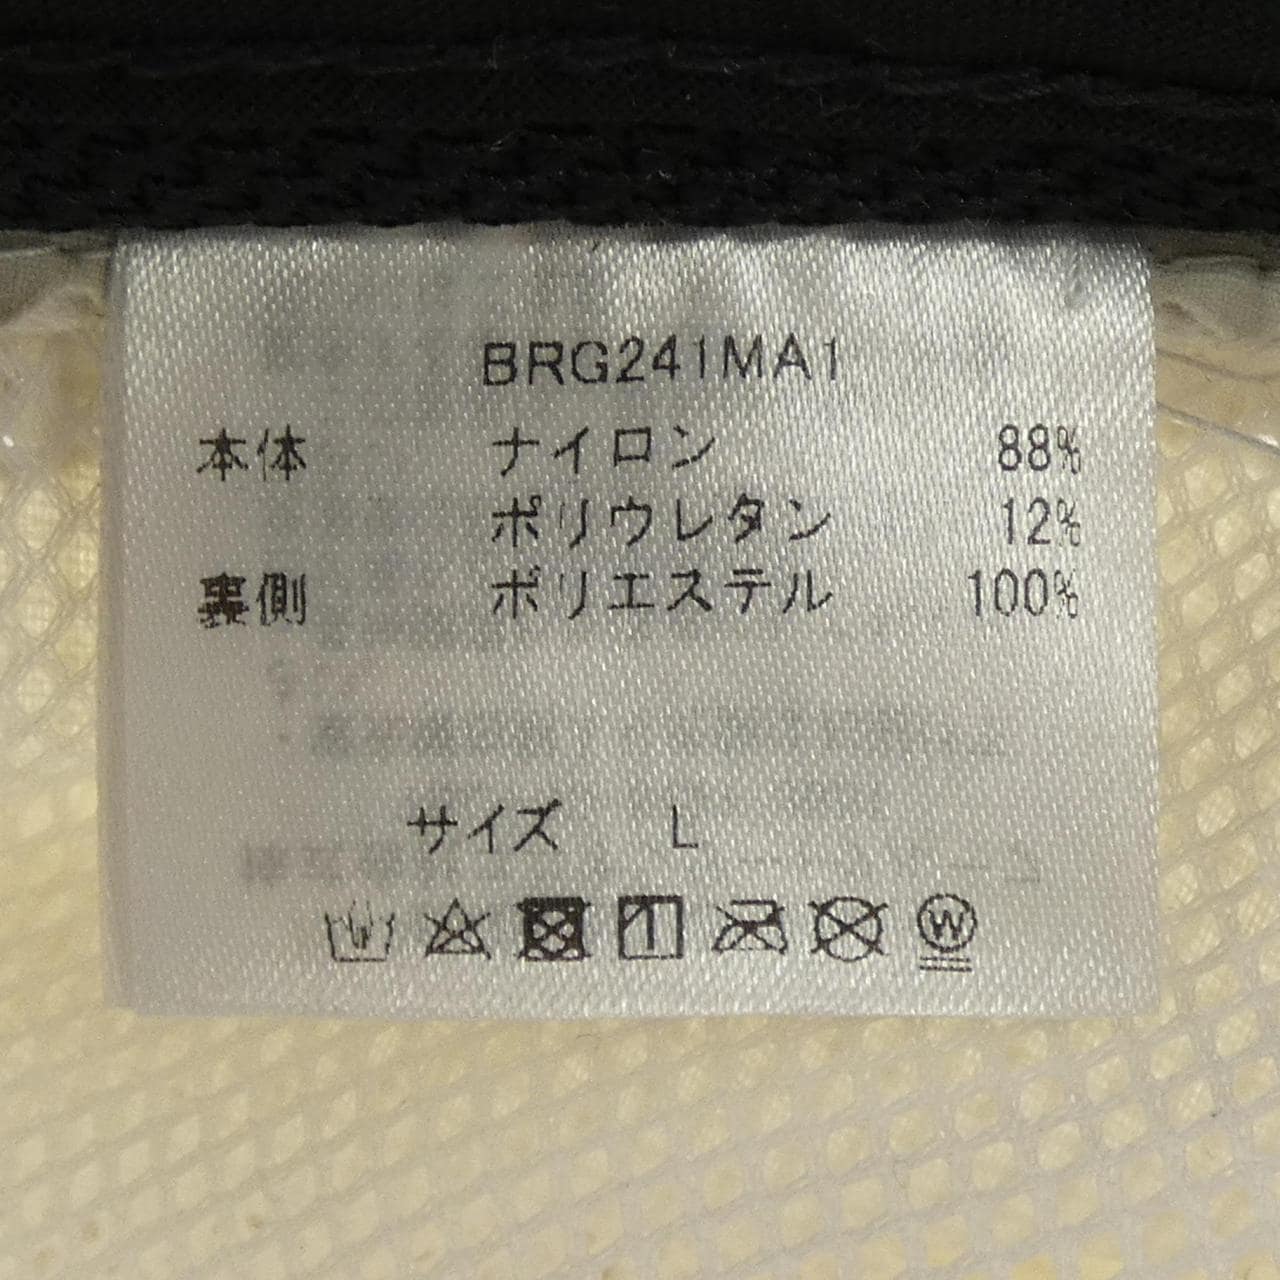 BRG241MA1
本体 ナイロン 88%
ポリウレタン 12%
裏側 ポリエステル 100%
サイズ L
W